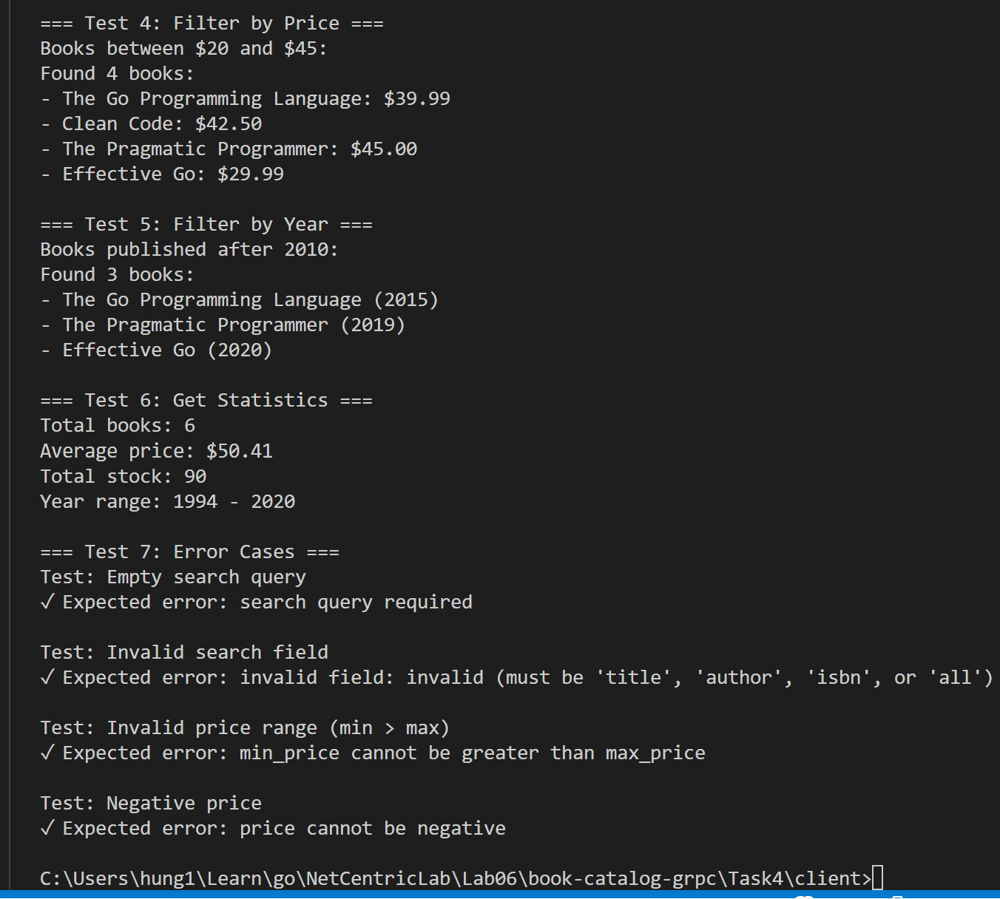 === Test 4: Filter by Price ===
Books between $20 and $45:
Found 4 books:
- The Go Programming Language: $39.99
- Clean Code: $42.50
- The Pragmatic Programmer: $45.00
- Effective Go: $29.99
=== Test 5: Filter by Year ===
Books published after 2010:
Found 3 books:
- The Go Programming Language (2015)
- The Pragmatic Programmer (2019)
- Effective Go (2020)
=== Test 6: Get Statistics ===
Total books: 6
Average price: $50.41
Total stock: 90
Year range: 1994 - 2020
=== Test 7: Error Cases ===
Test: Empty search query
✓ Expected error: search query required
Test: Invalid search field
✓ Expected error: invalid field: invalid (must be 'title', 'author', 'isbn', or 'all')
Test: Invalid price range (min > max)
✓ Expected error: min_price cannot be greater than max_price
Test: Negative price
✓ Expected error: price cannot be negative
C:\Users\hung1\Learn\go\NetCentricLab\Lab06\book-catalog-grpc\Task4\client>